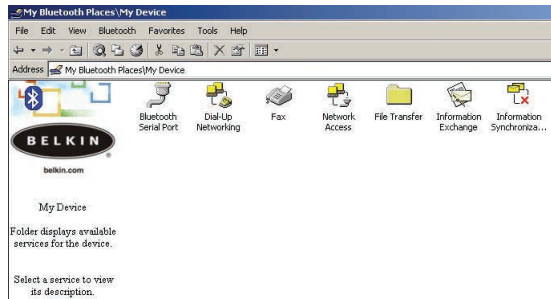 My Bluetooth Places\My Device
File Edit View Bluetooth Favorites Tools Help
Address My Bluetooth Places\My Device
BELKIN
belkin.com
My Device
Folder displays available
services for the device.
Select a service to view
its description.
Bluetooth
Serial Port
Dial-Up
Networking
Fax
Network
Access
File Transfer
Information
Exchange
Information
Synchroniza...